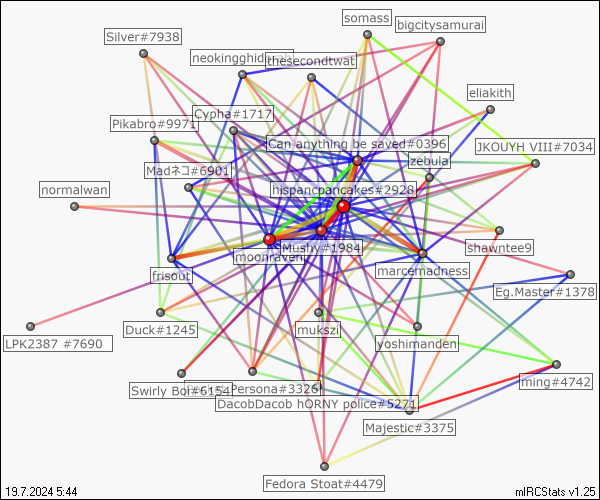 somass
bigcitysamurai
Silver#7938
thesecondtwat
eliakith
Cypha#1717
Pikabro#9971
Can anything be saved#0396
JKOUYH VIII#7034
zebula
Madネコ#6901
hispancpancakes#2928
normalwan
Mushy#1984
shawntee9
moonraven
marcemadness
frisout
Eg.Master#1378
Duck#1245
mukszi
yoshimanden
LPK2387 #7690
ming#4742
Swirly Boi#6154
Persona#3326
DacobDacob hORNY police#5271
Majestic#3375
Fedora Stoat#4479
19.7.2024 5:44
mIRCStats v1.25